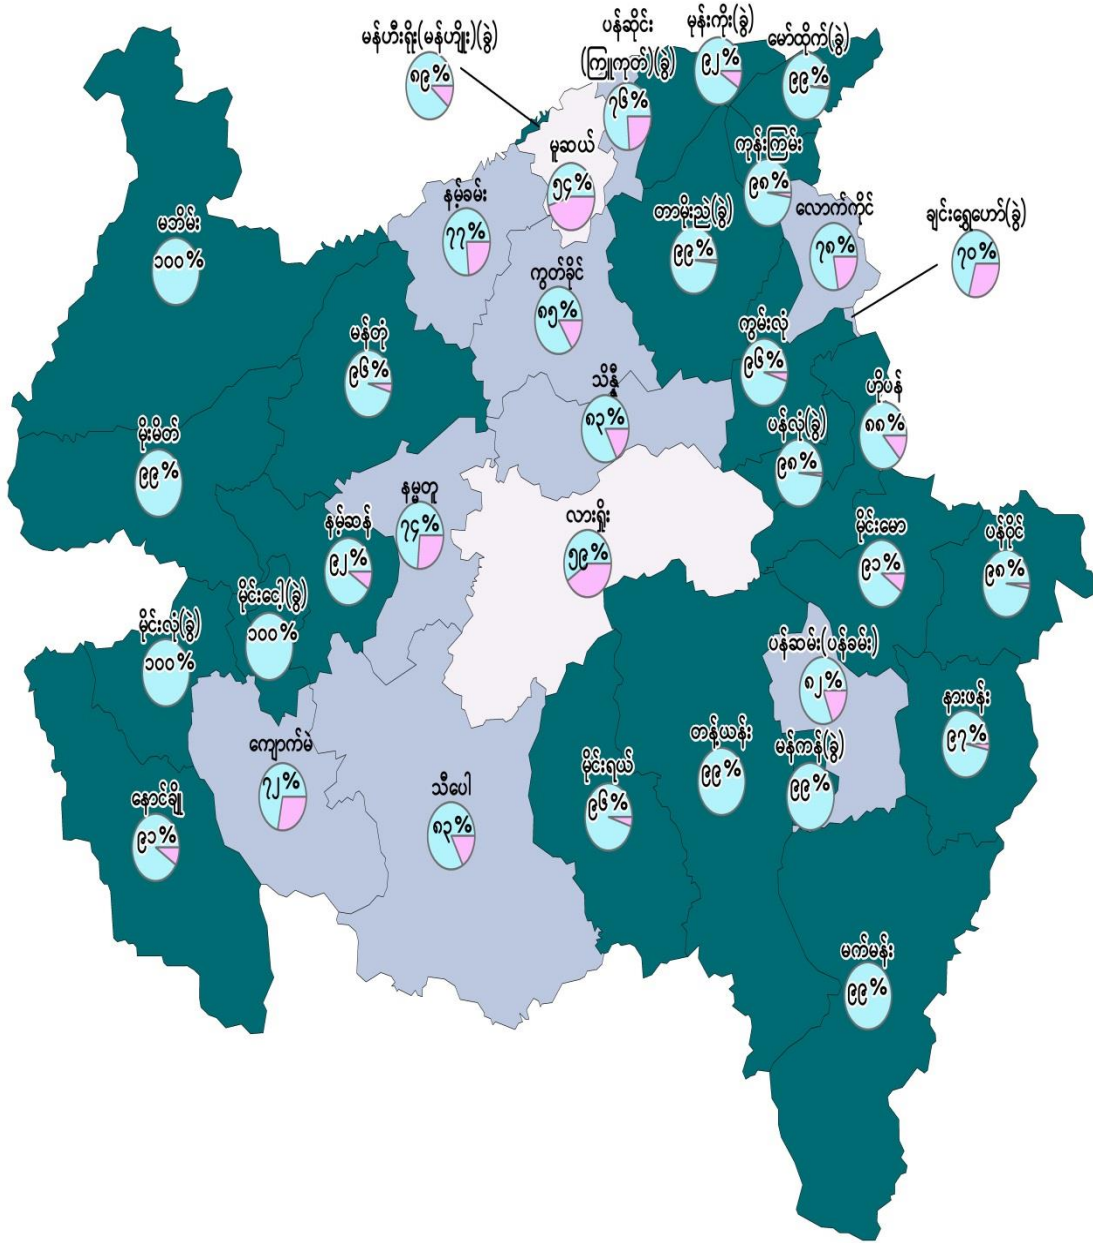 မန်ဟီးရိုး(မန်ဟျိုး)(ခွဲ)
၈၉%
ပန်ဆိုင်း
(ကြူကုတ်)(ခွဲ)
၇၆%
မုန်းကိုး(ခွဲ)
၉၂%
မော်ထိုက်(ခွဲ)
၉၉%
မူဆယ်
၅၄%
ကုန်းကြမ်း
၉၈%
နမ့်ခမ်း
၇၇%
မဘိမ်း
၁၀၀%
တာမိုးညဲ(ခွဲ)
၉၉%
လောက်ကိုင်
၇၈%
ချင်းရွှေဟော်(ခွဲ)
၇၀%
ကွတ်ခိုင်
၈၅%
မန်တုံ
၉၆%
ကွမ်းလုံ
၉၆%
သိန္နီ
၈၃%
ဟိုပန်
၈၈%
မိုးမိတ်
၉၉%
ပန်လုံ(ခွဲ)
၉၈%
နမ္မတူ
၇၄%
နမ့်ဆန်
၉၂%
လားရှိုး
၅၉%
မိုင်းမော
၉၁%
ပန်ဝိုင်
၉၈%
မိုင်းငေါ့(ခွဲ)
၁၀၀%
မိုင်းလုံ(ခွဲ)
၁၀၀%
ပန်ဆမ်း(ပန်ခမ်း)
၈၂%
နားဖန်း
၉၇%
ကျောက်မဲ
၇၂%
တန့်ယန်း
၉၉%
မန်ကန်(ခွဲ)
၉၉%
မိုင်းရယ်
၉၆%
သီပေါ
၈၃%
နောင်ချို
၉၁%
မက်မန်း
၉၉%